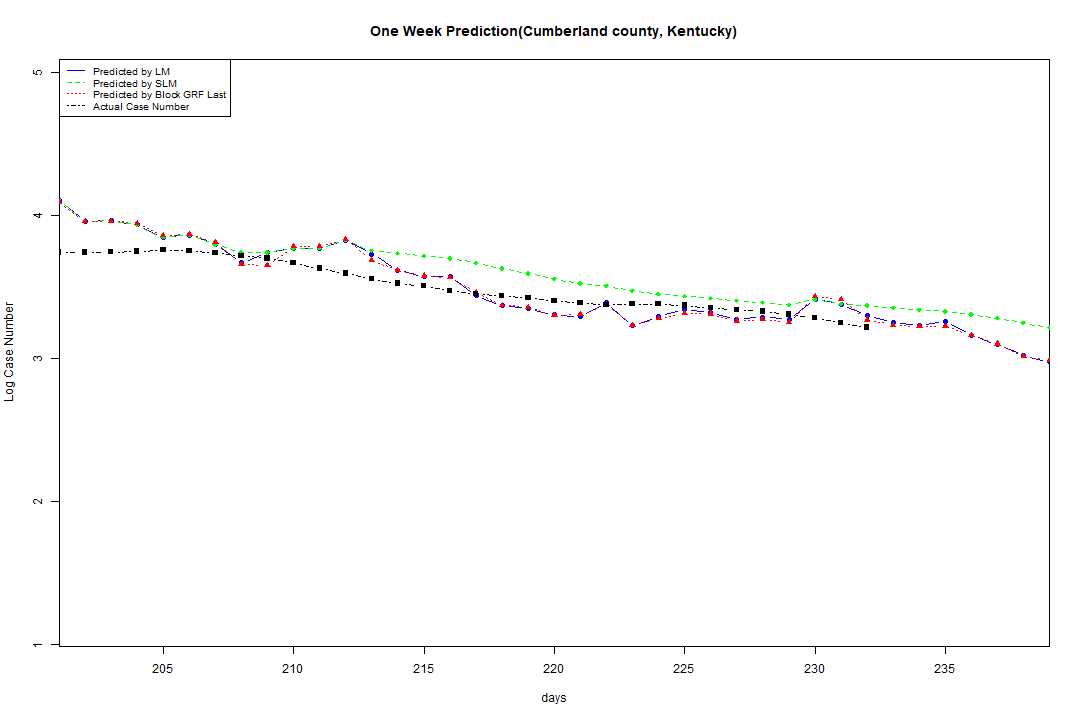 One Week Prediction(Cumberland county, Kentucky)
Predicted by LM
Predicted by SLM
Predicted by Block GRF Last
Actual Case Number
5
4
3
2
1
Log Case Number
205 210 215 220 225 230 235
days